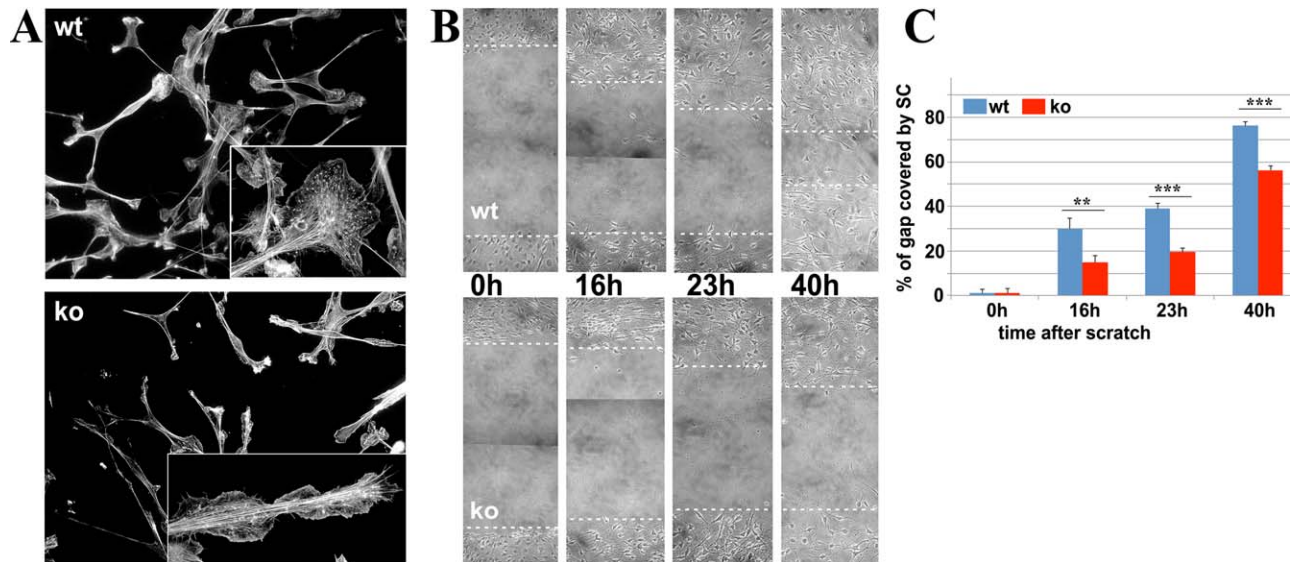 A
wt
ko
B
wt
0h 16h 23h 40h
ko
C
wt ko
% of gap covered by SC
80
60
40
20
0
** *** ***
0h 16h 23h 40h
time after scratch